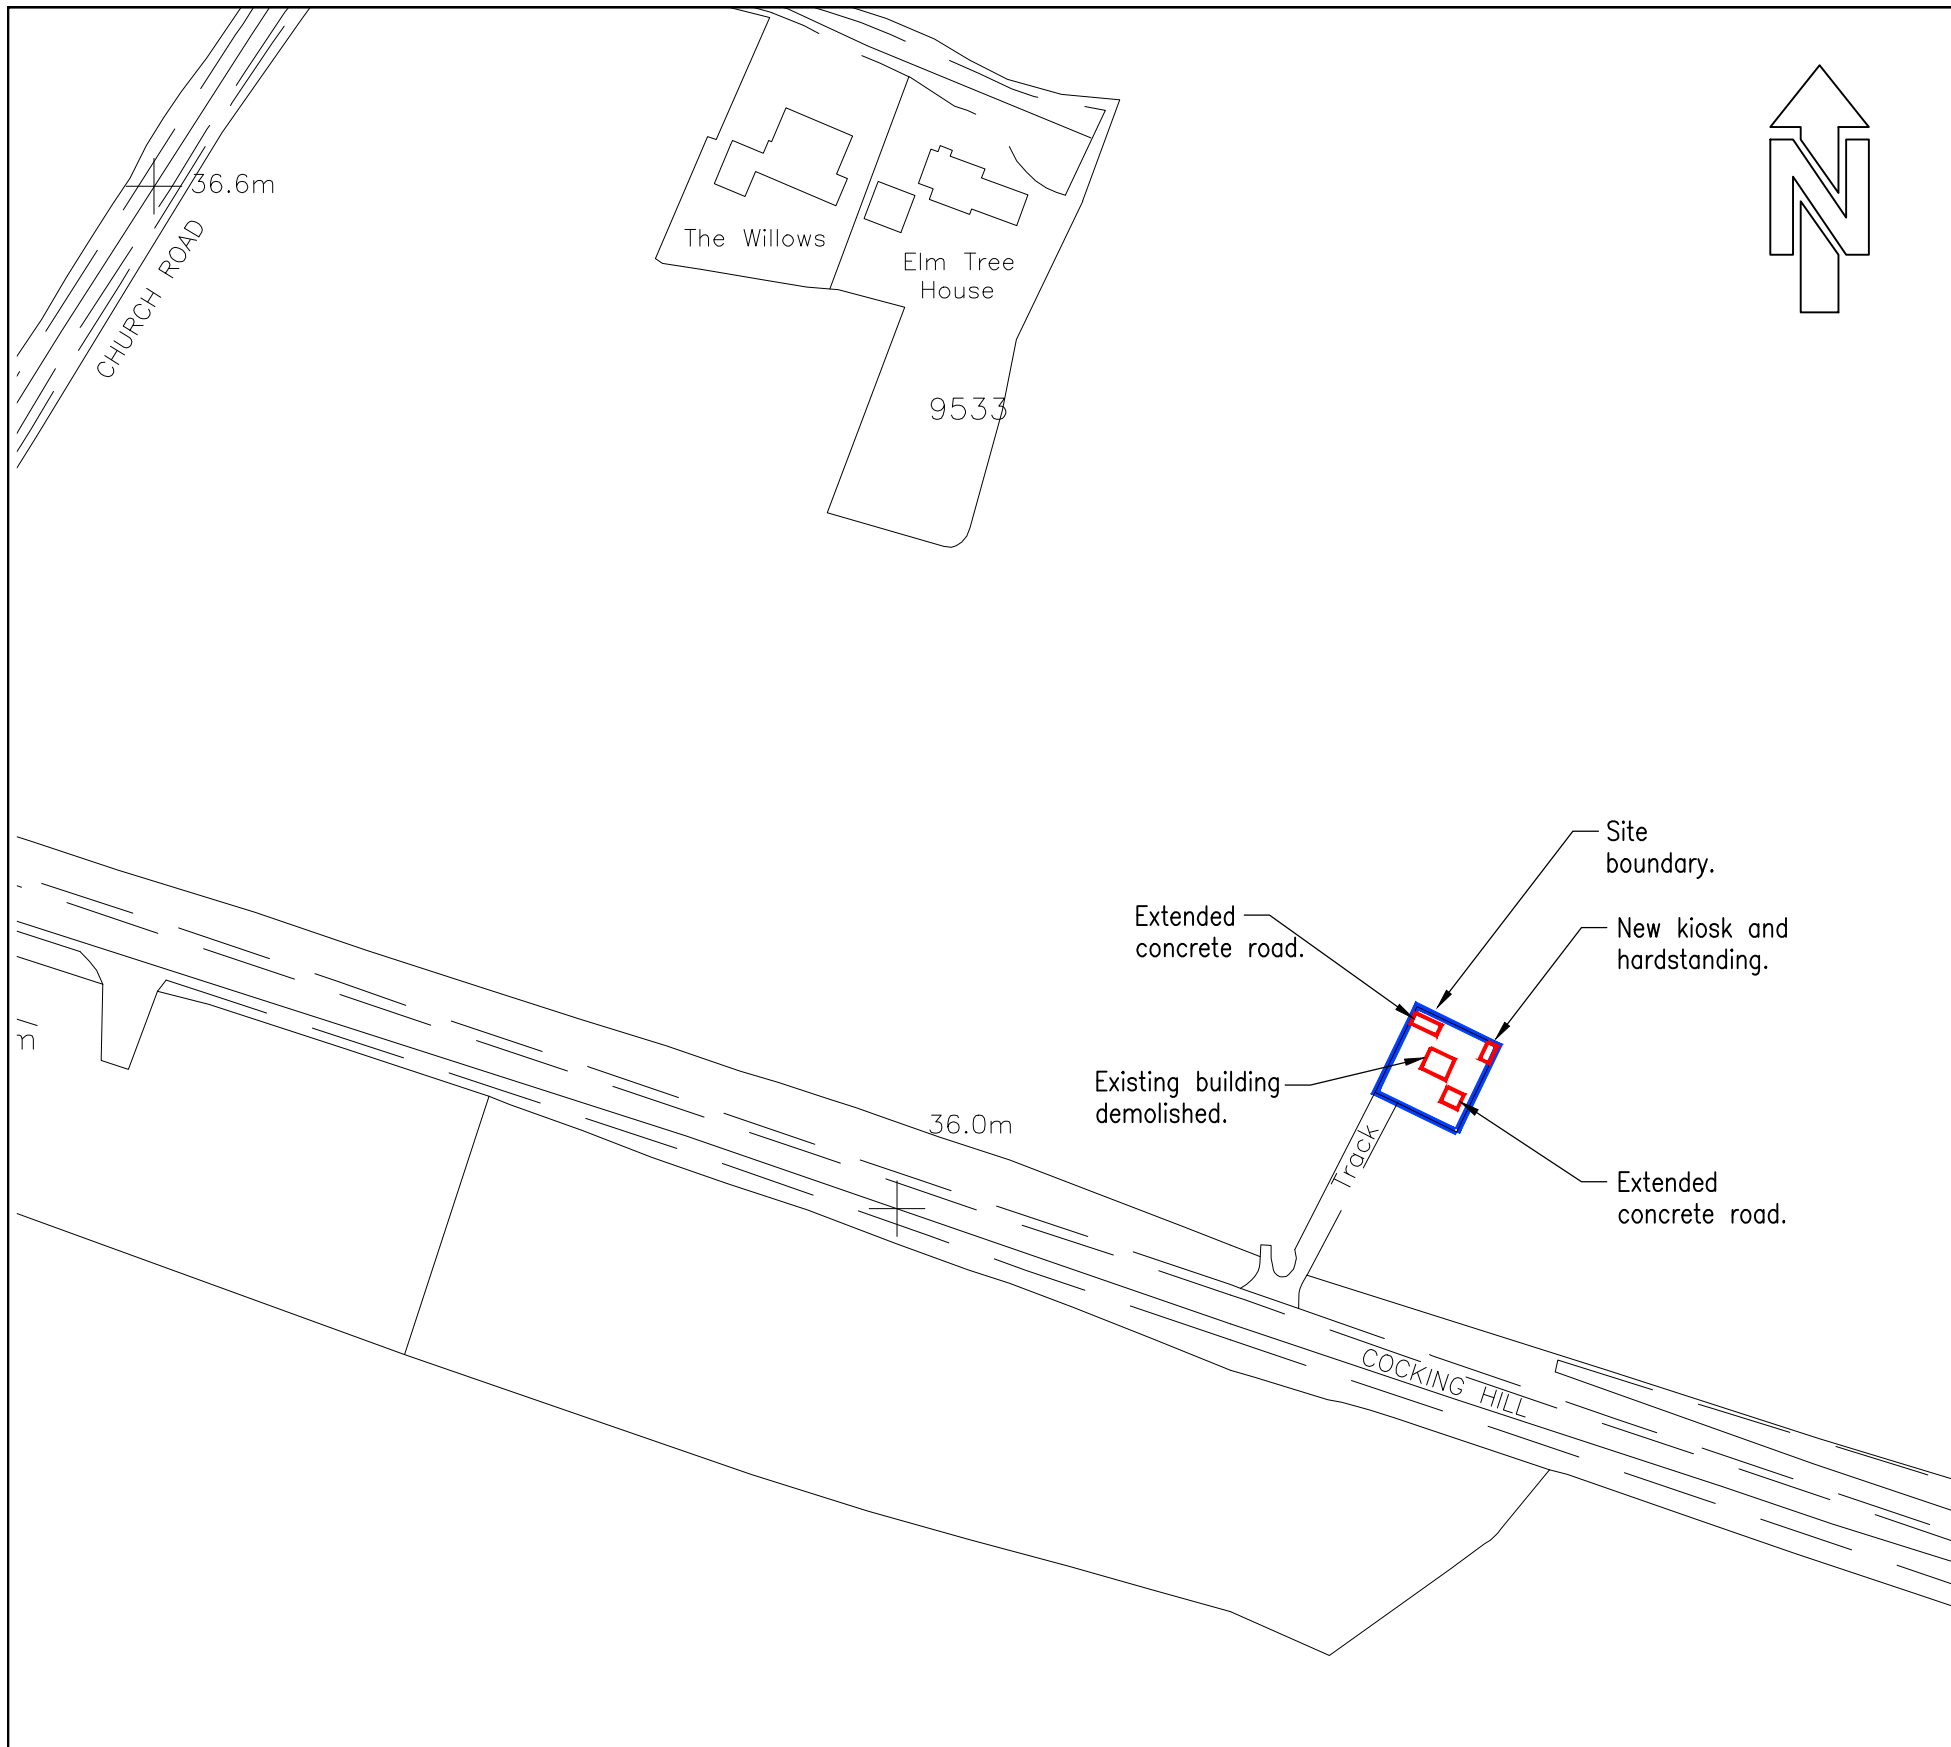 36.6m
CHURCH ROAD
The Willows
Elm Tree
House
9533
N
Site
boundary.
Extended
concrete road.
New kiosk and
hardstanding.
Existing building
demolished.
m
36.0m
Track
Extended
concrete road.
COCKING HILL